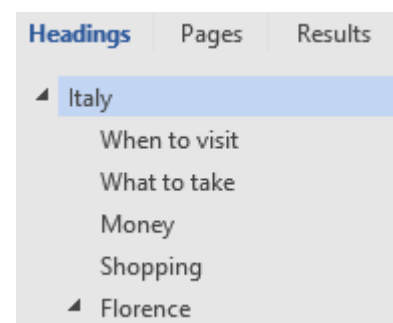 Headings Pages Results
Italy
When to visit
What to take
Money
Shopping
Florence